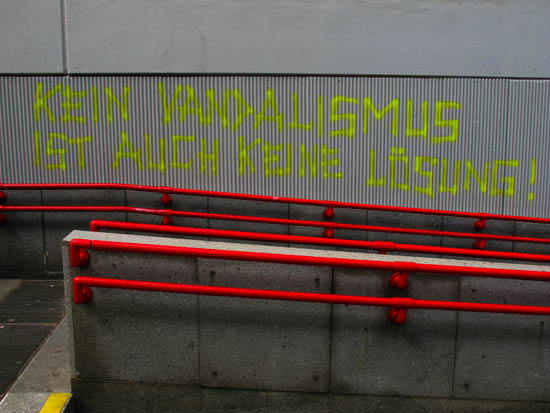 KEIN VANDALISMUS
IST AUCH KEINE LÖSUNG!